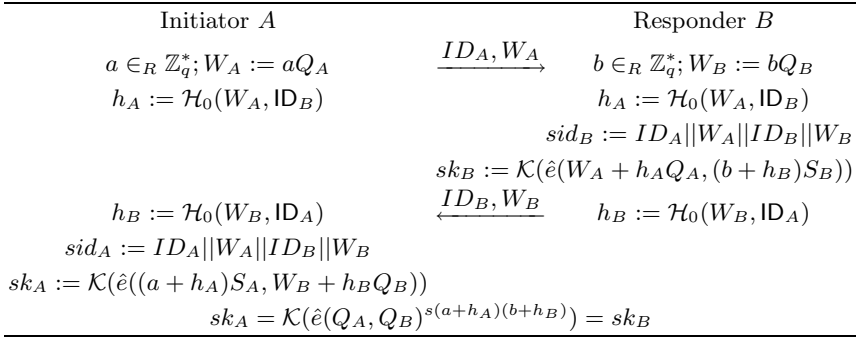 Initiator A Responder B
a ∈_R ℤ*_q; W_A := aQ_A ID_A, W_A b ∈_R ℤ*_q; W_B := bQ_B
h_A := ℋ_0(W_A, ID_B) h_A := ℋ_0(W_A, ID_B)
sid_B := ID_A||W_A||ID_B||W_B
sk_B := 𝒦(ê(W_A + h_AQ_A, (b + h_B)S_B))
h_B := ℋ_0(W_B, ID_A) ID_B, W_B h_B := ℋ_0(W_B, ID_A)
sid_A := ID_A||W_A||ID_B||W_B
sk_A := 𝒦(ê((a + h_A)S_A, W_B + h_BQ_B))
sk_A = 𝒦(ê(Q_A, Q_B)^{s(a+h_A)(b+h_B)}) = sk_B